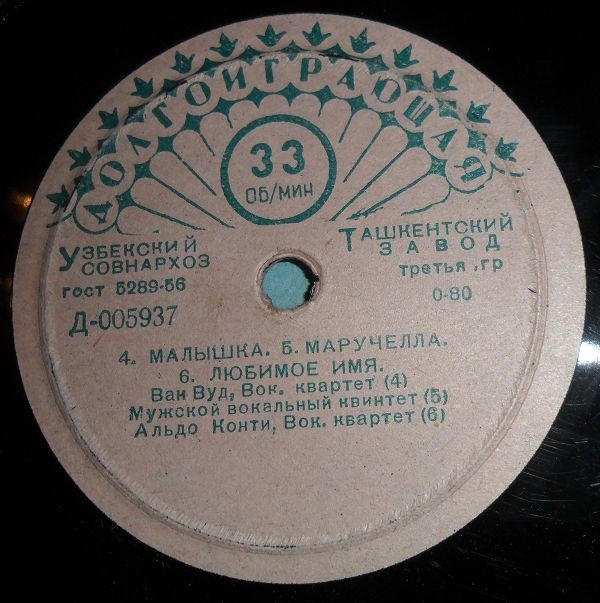 ДОЛГОИГРАЮЩАЯ
33
ОБ/МИН
УЗБЕКСКИЙ
СОВНАРХОЗ
ГОСТ 5289-56
Д-005937
ТАШКЕНТСКИЙ
ЗАВОД
третья .гр
0-80
4. МАЛЫШКА. 5. МАРУЧЕЛЛА.
6. ЛЮБИМОЕ ИМЯ.
Ван Вуд, Вок. квартет (4)
Мужской вокальный квинтет (5)
Альдо Конти, Вок. квартет (6)